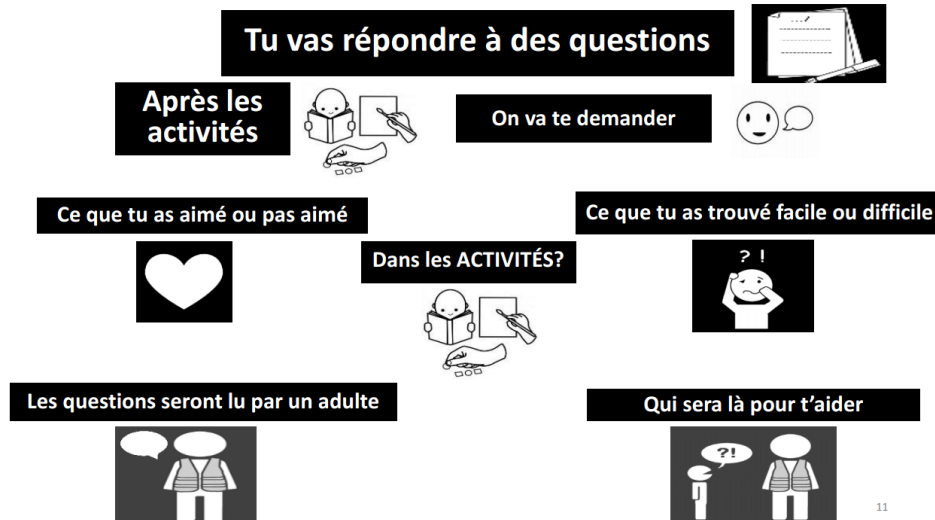 Tu vas répondre à des questions
Après les
activités
On va te demander
Ce que tu as aimé ou pas aimé
Ce que tu as trouvé facile ou difficile
Dans les ACTIVITÉS?
? !
Les questions seront lu par un adulte
Qui sera là pour t'aider
?!
11